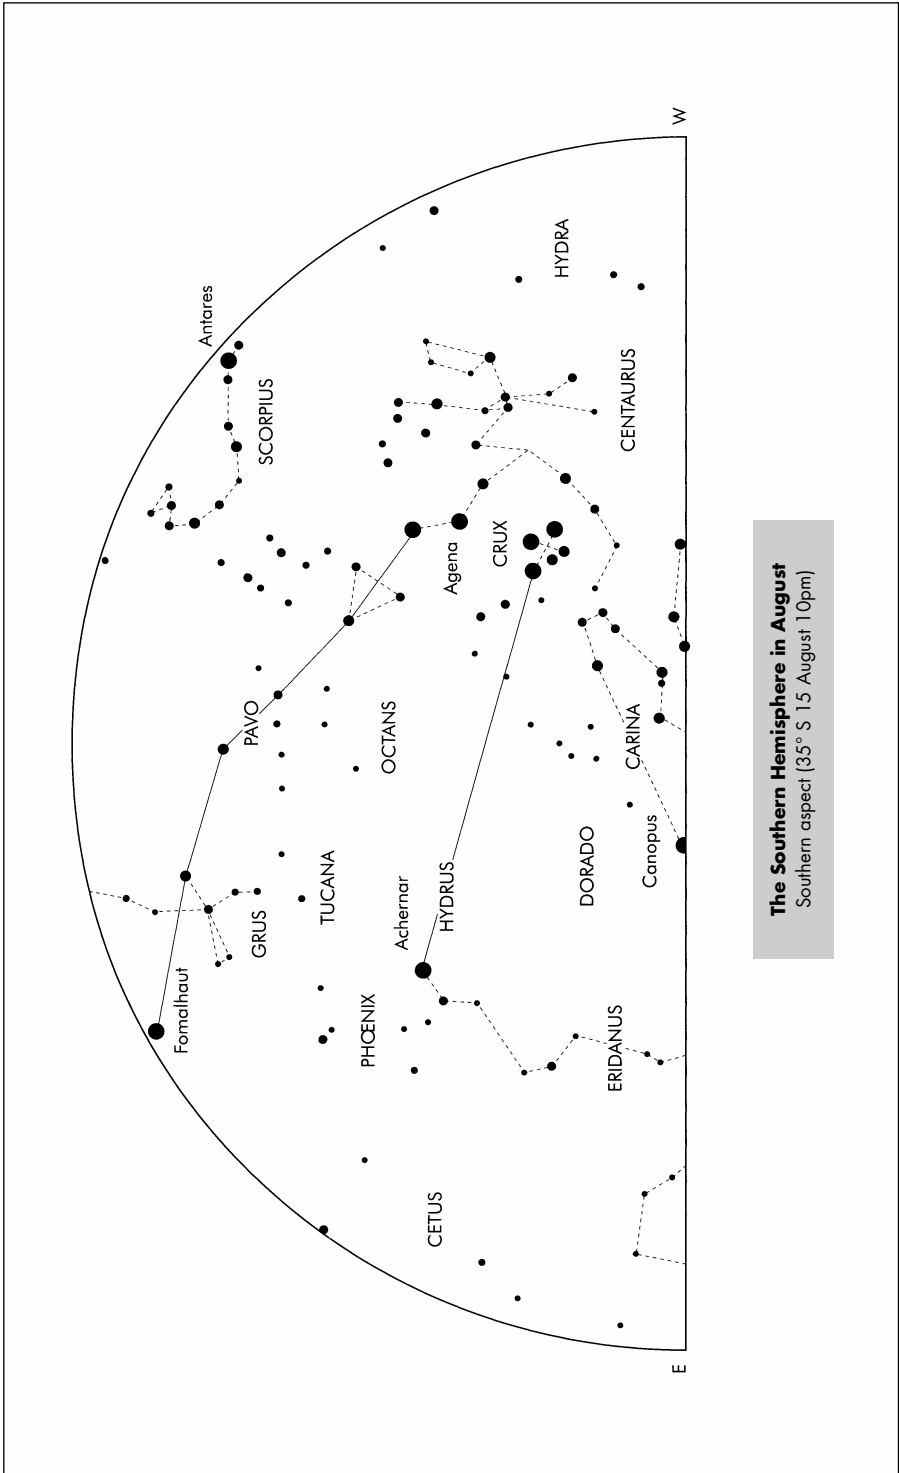 W
Antares
HYDRA
SCORPIUS
CENTAURUS
Agena
CRUX
PAVO
OCTANS
CARINA
TUCANA
Achernar
HYDRUS
DORADO
Canopus
GRUS
Fomalhaut
PHŒNIX
ERIDANUS
CETUS
E
The Southern Hemisphere in August
Southern aspect (35° S 15 August 10pm)